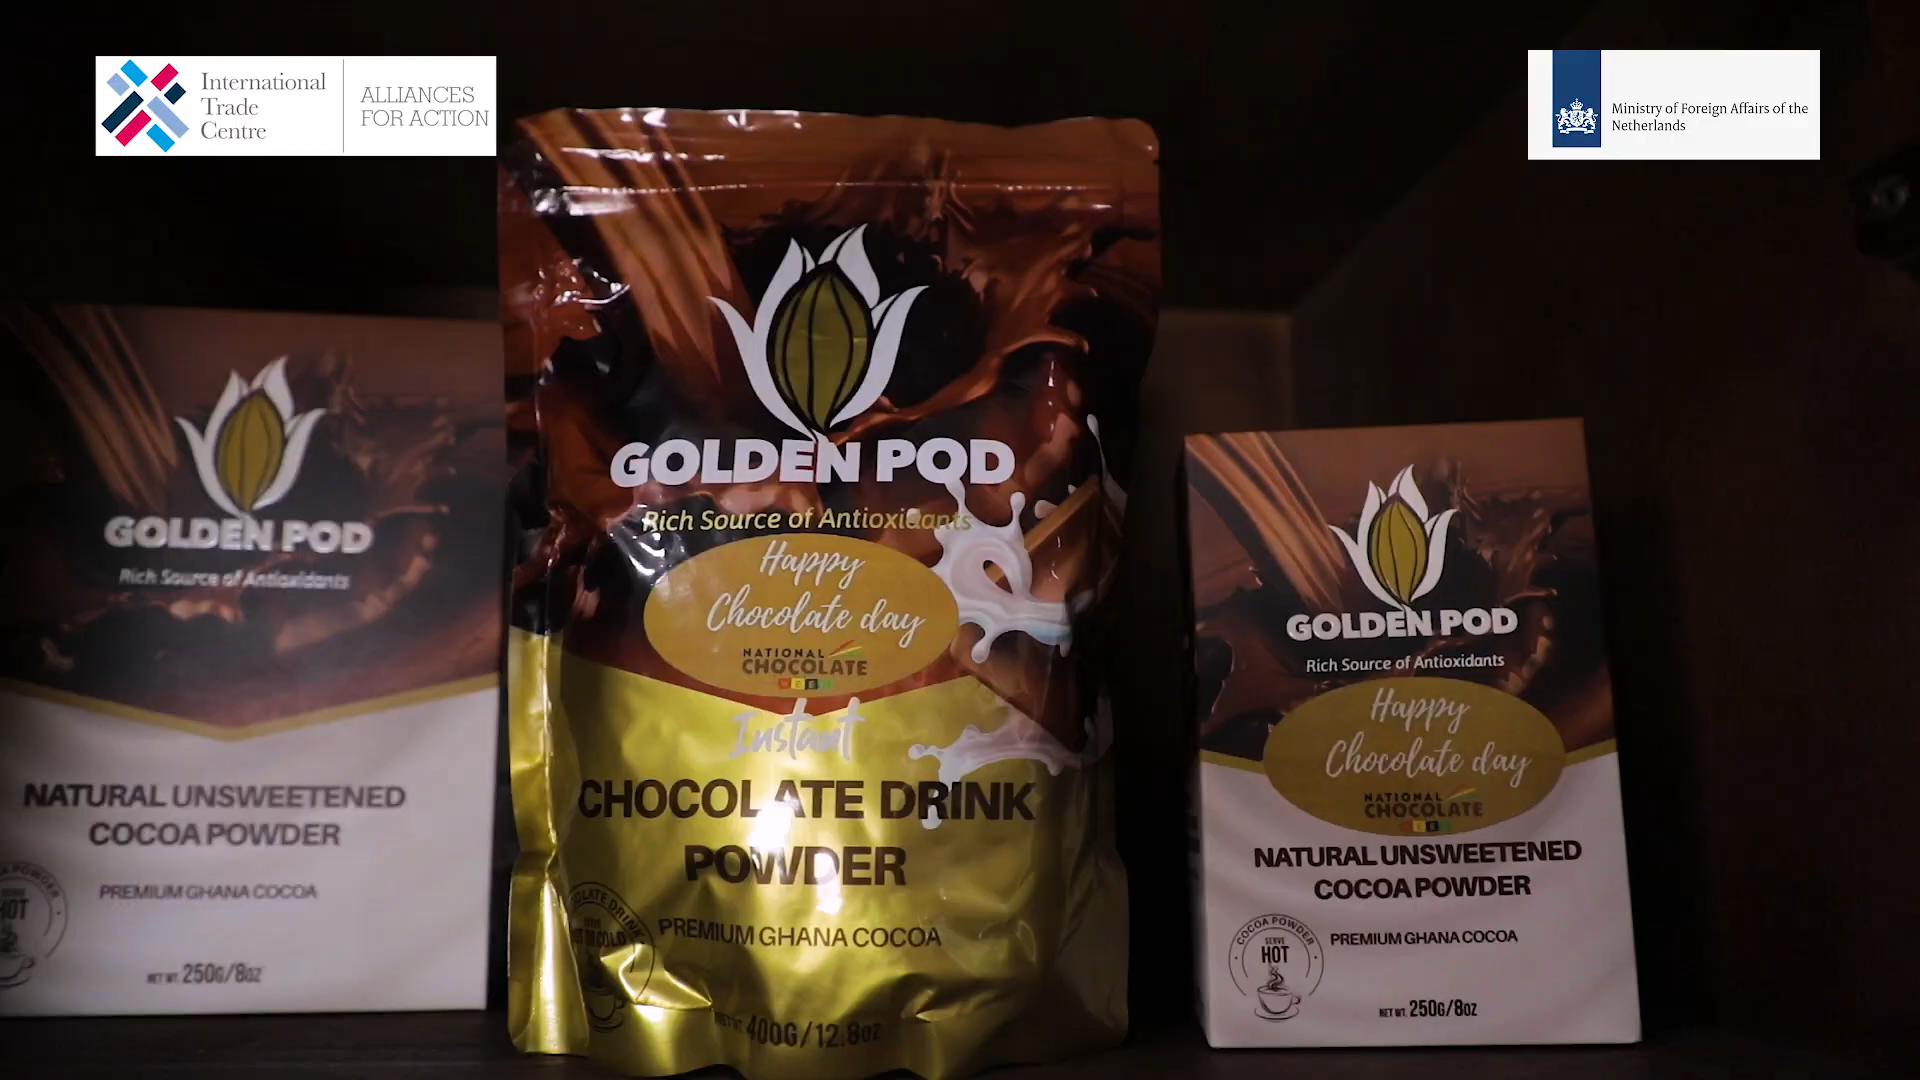 International
Trade
Centre
ALLIANCES
FOR ACTION
Ministry of Foreign Affairs of the
Netherlands
GOLDEN POD
Rich Source of Antioxidants
NATURAL UNSWEETENED
COCOA POWDER
PREMIUM GHANA COCOA
HOT
NET WT. 250G/8OZ
GOLDEN POD
Rich Source of Antioxidants
Happy
Chocolate day
NATIONAL
CHOCOLATE
WEEK
Instant
CHOCOLATE DRINK
POWDER
PREMIUM GHANA COCOA
NET WT. 400G/12.8OZ
GOLDEN POD
Rich Source of Antioxidants
Happy
Chocolate day
NATIONAL
CHOCOLATE
NATURAL UNSWEETENED
COCOA POWDER
PREMIUM GHANA COCOA
COCOA POWDER
SERVE
HOT
NET WT. 250G/8OZ